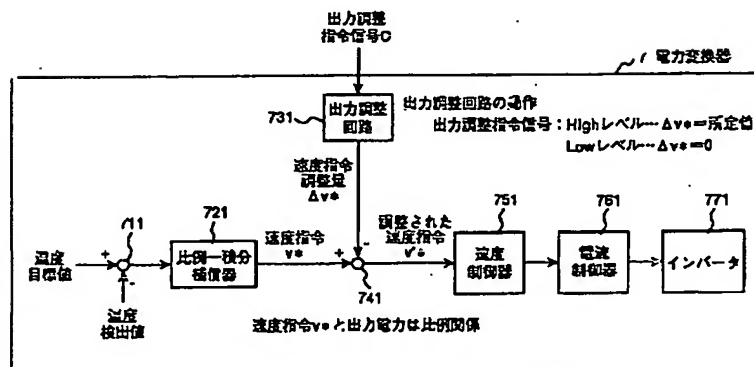 出力調整
指令信号C
1 電力変換器
731
出力調整
回路
出力調整回路の動作
出力調整指令信号：Highレベル…Δv*＝所定値
Lowレベル…Δv*＝0
速度指令
調整量
Δv*
711
721
751
761
771
温度
目標値
+
-
温度
検出値
比例－積分
補償器
速度指令
v*
+
-
741
調整された
速度指令
速度
制御器
電流
制御器
インバータ
速度指令v*と出力電力は比例関係